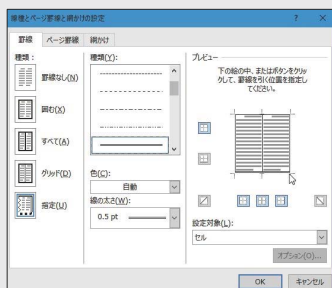 線種とページ罫線と網かけの設定
? ×
罫線 ページ罫線 網かけ
種類：
罫線なし(N)
囲む(X)
すべて(A)
グリッド(D)
指定(U)
種類(Y):
色(C):
自動
線の太さ(W):
0.5 pt
プレビュー
下の絵の中、またはボタンをクリッ
クして、罫線を引く位置を指定し
てください。
設定対象(L):
セル
オプション(O)...
OK キャンセル